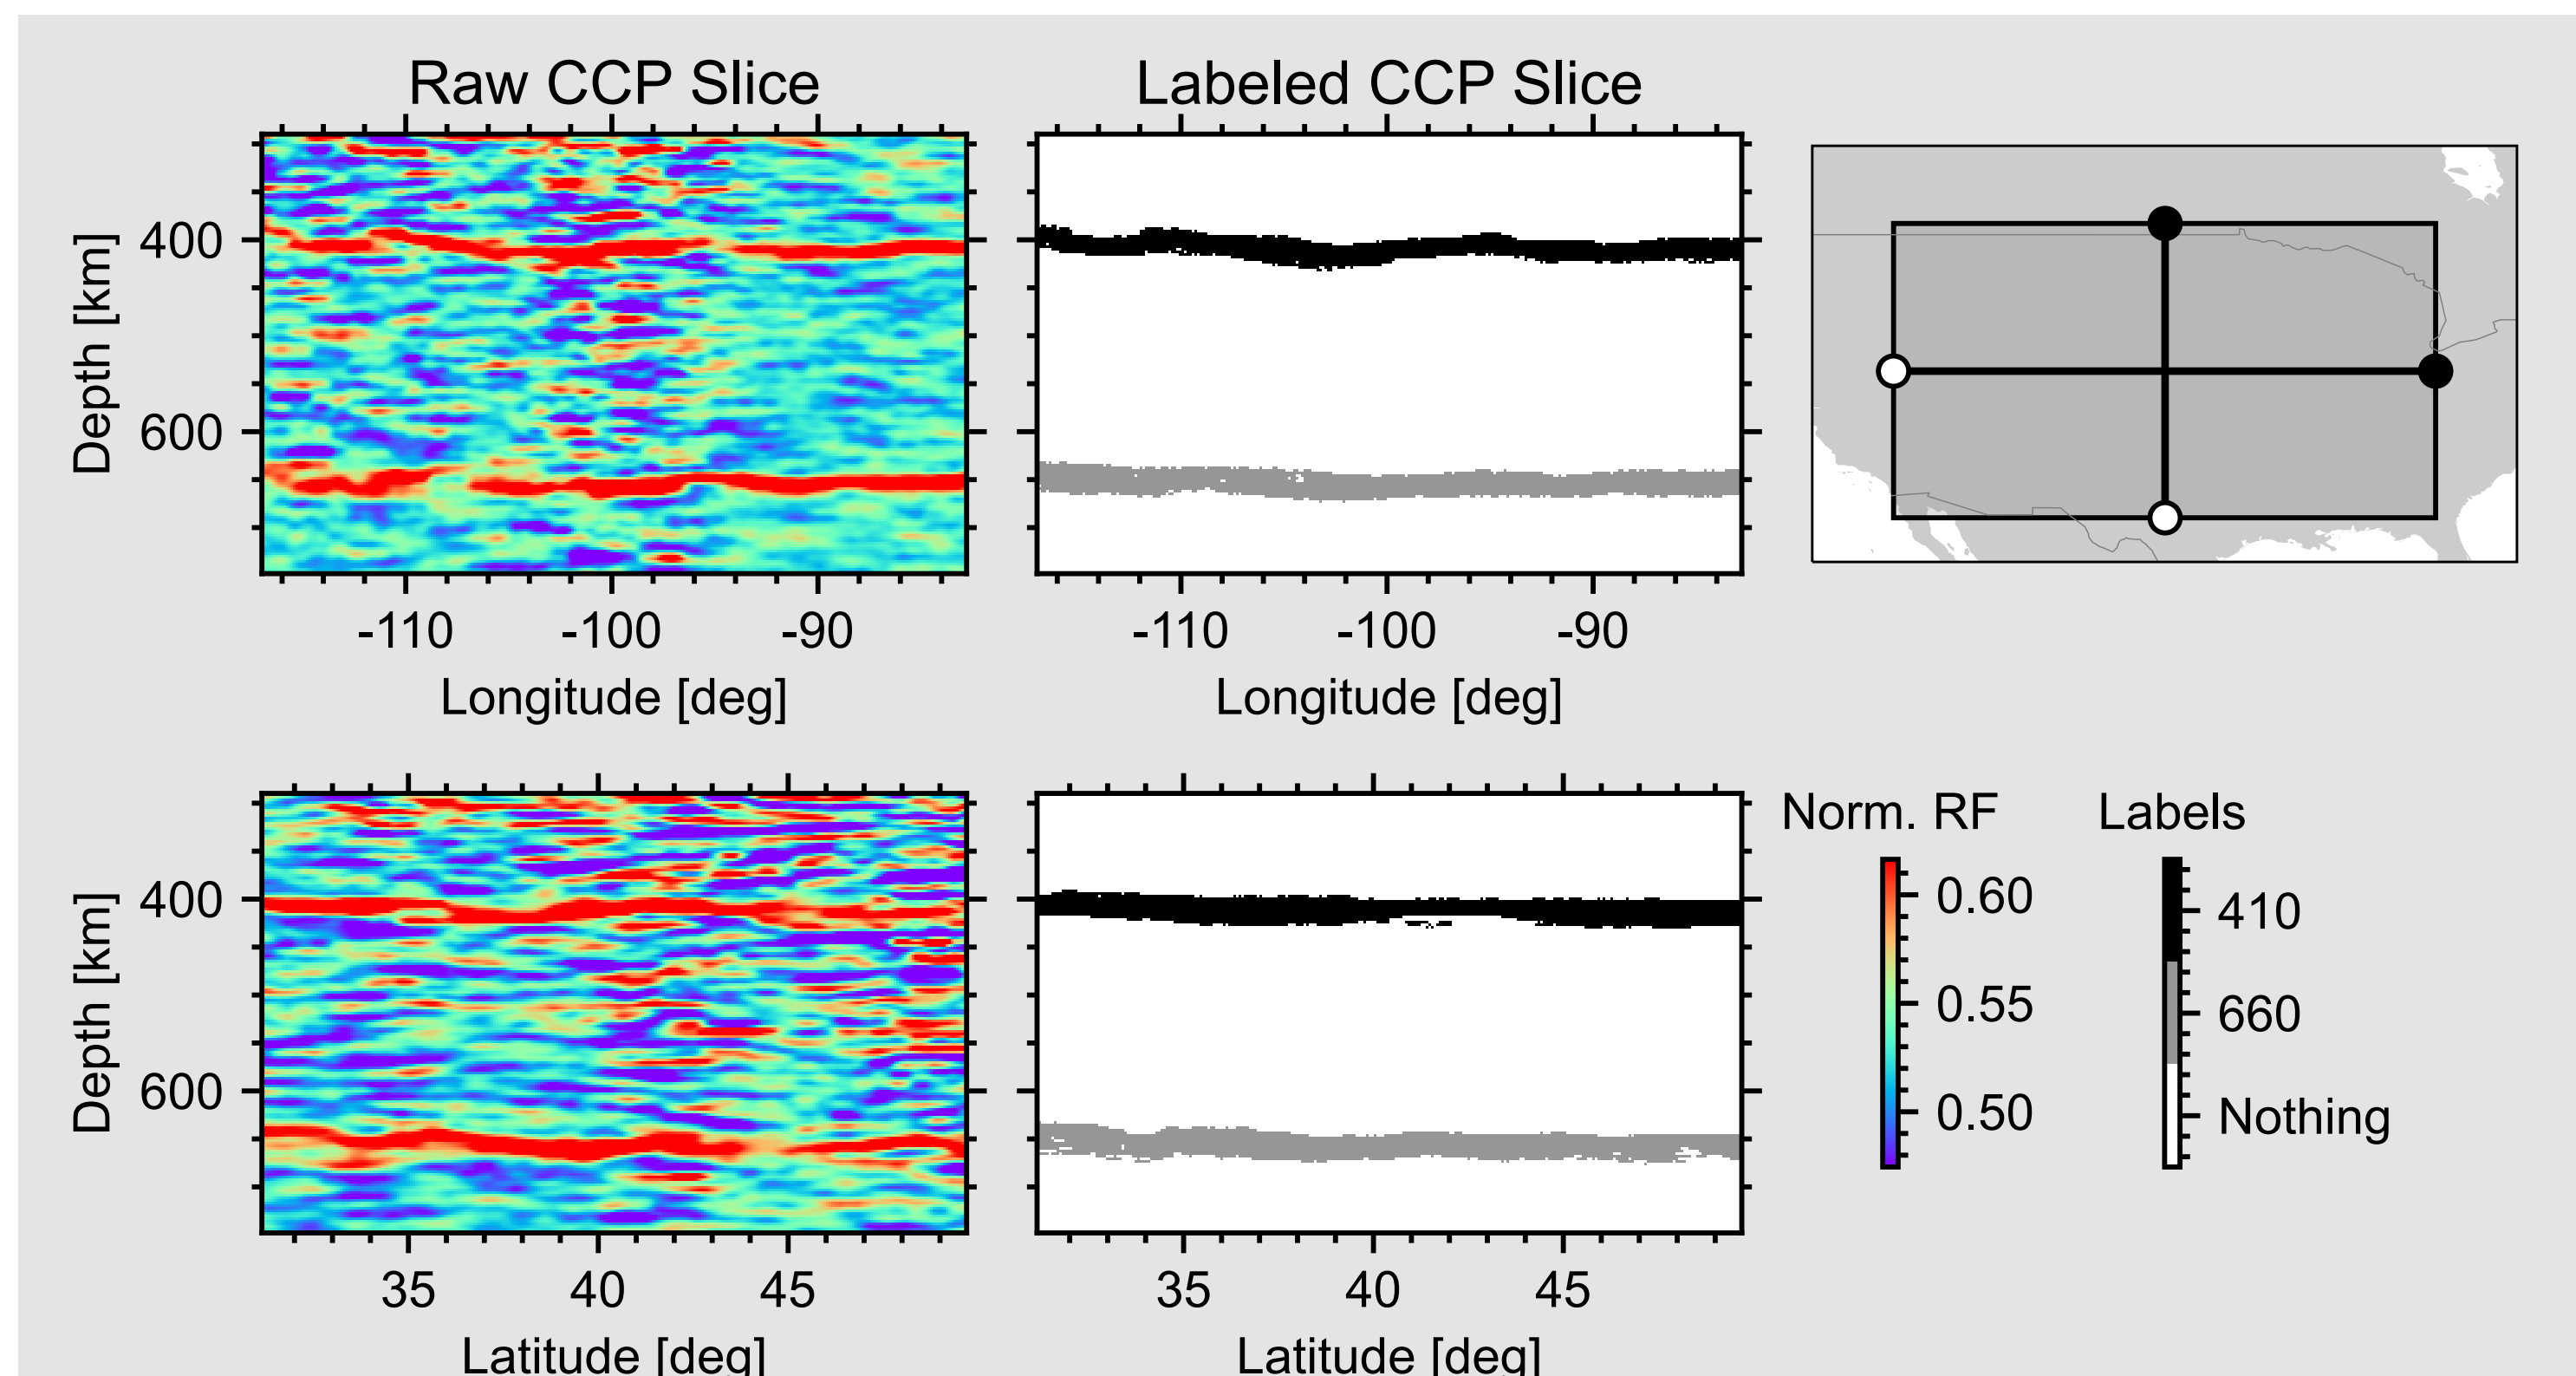 Raw CCP Slice
Labeled CCP Slice
Depth [km]
400
600
-110 -100 -90
-110 -100 -90
Longitude [deg]
Longitude [deg]
Depth [km]
400
600
35 40 45
35 40 45
Latitude [deg]
Latitude [deg]
Norm. RF
0.60
0.55
0.50
Labels
410
660
Nothing